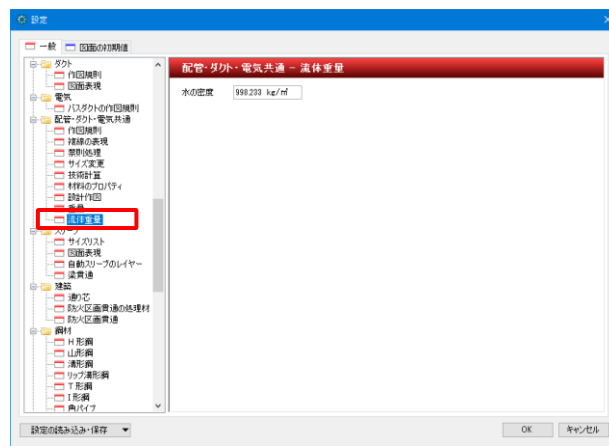 設定
一般
図面の初期値
ダクト
作図規則
図面表現
電気
バスダクトの作図規則
配管・ダクト・電気共通
作図規則
複線の表現
禁則処理
サイズ変更
技術計算
材料のプロパティ
設計作図
重量
流体重量
スリーブ
サイズリスト
図面表現
自動スリーブのレイヤー
梁貫通
建築
通り芯
防火区画貫通の処理材
防火区画貫通
鋼材
H形鋼
山形鋼
溝形鋼
リップ溝形鋼
T形鋼
I形鋼
角パイプ
配管・ダクト・電気共通 - 流体重量
水の密度 998.233 kg/㎥
設定の読み込み・保存
OK キャンセル